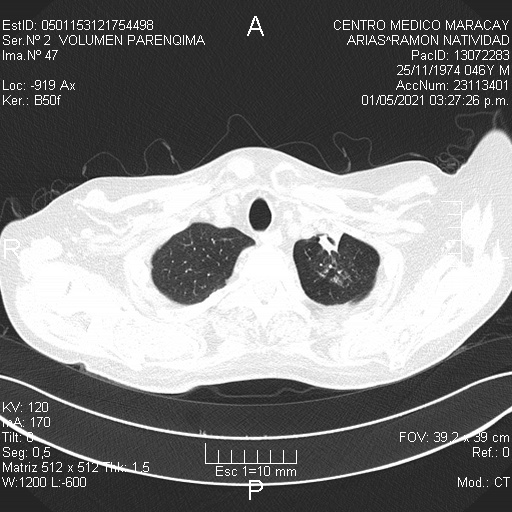 EstID: 0501153121754498
Ser.Nº 2 VOLUMEN PARENQIMA
Ima.Nº 47
Loc: -919 Ax
Ker.: B50f
A
CENTRO MEDICO MARACAY
ARIAS^RAMON NATIVIDAD
PacID: 13072283
25/11/1974 046Y M
AccNum: 23113401
01/05/2021 03:27:26 p.m.
R
L
KV: 120
mA: 170
Tilt: 0
Seg: 0,5
Matriz 512 x 512 Thk: 1.5
W:1200 L:-600
Esc 1=10 mm
P
FOV: 39.2 x 39 cm
Ref.: 0
Mod.: CT